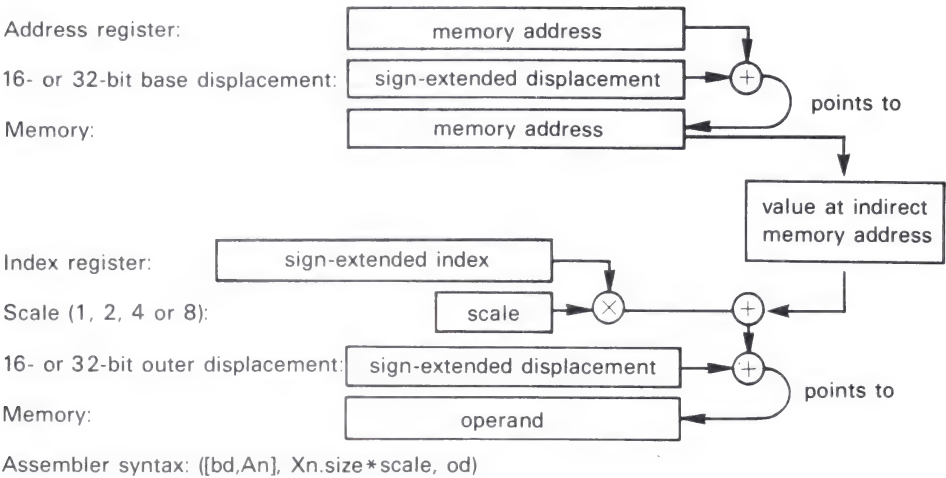 Address register: memory address
+
16- or 32-bit base displacement: sign-extended displacement
points to
Memory: memory address
value at indirect
memory address
Index register: sign-extended index
Scale (1, 2, 4 or 8): scale × +
16- or 32-bit outer displacement: sign-extended displacement +
points to
Memory: operand
Assembler syntax: ([bd,An], Xn.size*scale, od)